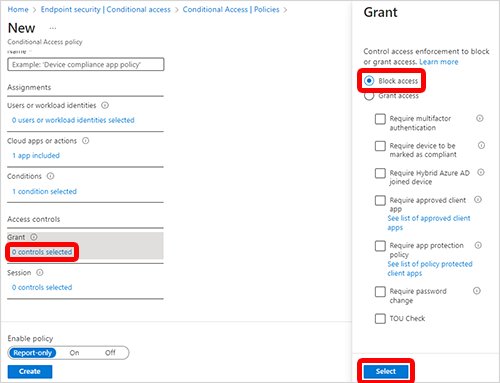 Home > Endpoint security | Conditional access > Conditional Access | Policies >
New ...
Conditional Access policy
Name *
Example: 'Device compliance app policy'
Assignments
Users or workload identities
0 users or workload identities selected
Cloud apps or actions
1 app included
Conditions
1 condition selected
Access controls
Grant
0 controls selected
Session
0 controls selected
Enable policy
Report-only On Off
Create
Grant
Control access enforcement to block
or grant access. Learn more
Block access
Grant access
Require multifactor
authentication
Require device to be
marked as compliant
Require Hybrid Azure AD
joined device
Require approved client
app
See list of approved client
apps
Require app protection
policy
See list of policy protected
client apps
Require password
change
TOU Check
Select